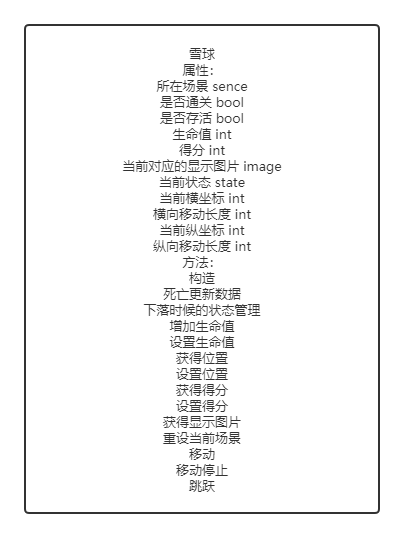 雪球
属性：
所在场景 sence
是否通关 bool
是否存活 bool
生命值 int
得分 int
当前对应的显示图片 image
当前状态 state
当前横坐标 int
横向移动长度 int
当前纵坐标 int
纵向移动长度 int
方法：
构造
死亡更新数据
下落时候的状态管理
增加生命值
设置生命值
获得位置
设置位置
获得得分
设置得分
获得显示图片
重设当前场景
移动
移动停止
跳跃